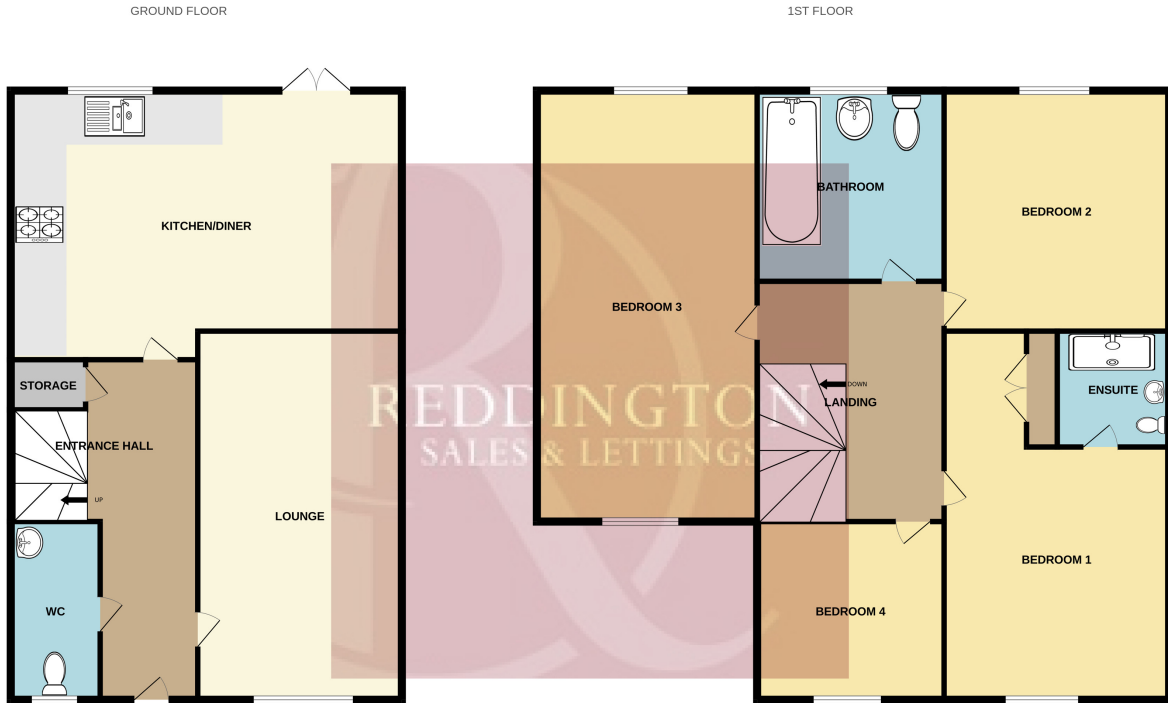 GROUND FLOOR
1ST FLOOR
KITCHEN/DINER
STORAGE
ENTRANCE HALL
UP
LOUNGE
WC
BATHROOM
BEDROOM 2
BEDROOM 3
DOWN
LANDING
ENSUITE
BEDROOM 1
BEDROOM 4
REDDINGTON
SALES & LETTINGS